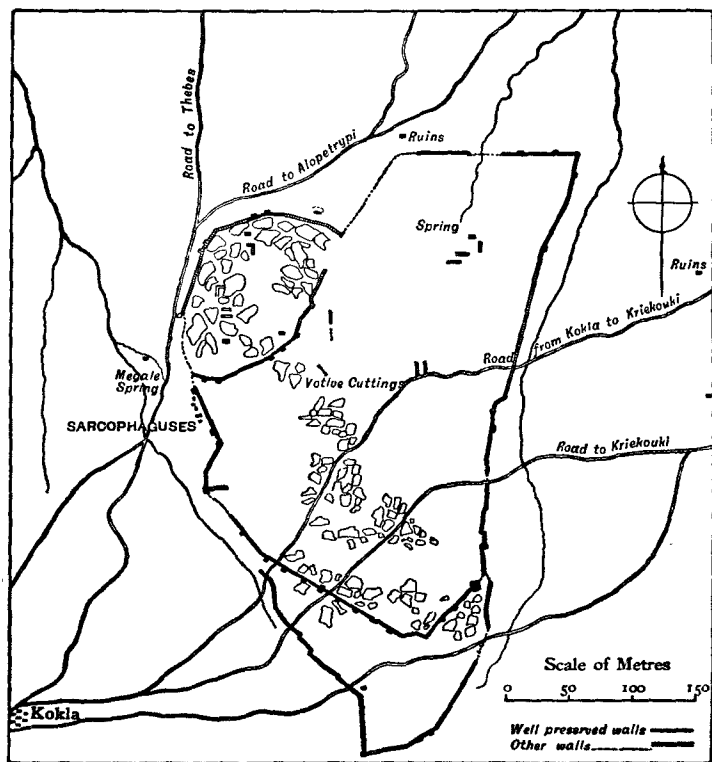 Road to Thebes
Road to Alopetrypi
Ruins
Spring
Ruins
Road from Kokla to Kriekouki
Megale
Spring
Votive Cuttings
SARCOPHAGUSES
Road to Kriekouki
Scale of Metres
0 50 100 150
Kokla
Well preserved walls
Other walls